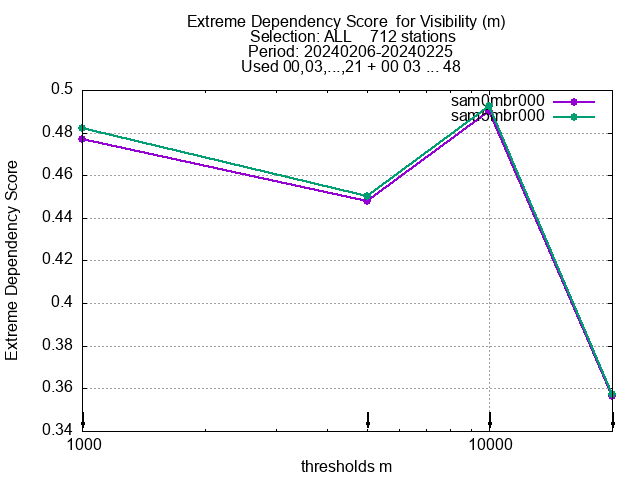 Extreme Dependency Score  for Visibility (m)
Selection: ALL    712 stations
Period: 20240206-20240225
Used 00,03,...,21 + 00 03 ... 48
0.5
0.48
0.46
0.44
0.42
0.4
0.38
0.36
0.34
Extreme Dependency Score
sam0mbr000
sam5mbr000
1000
10000
thresholds m